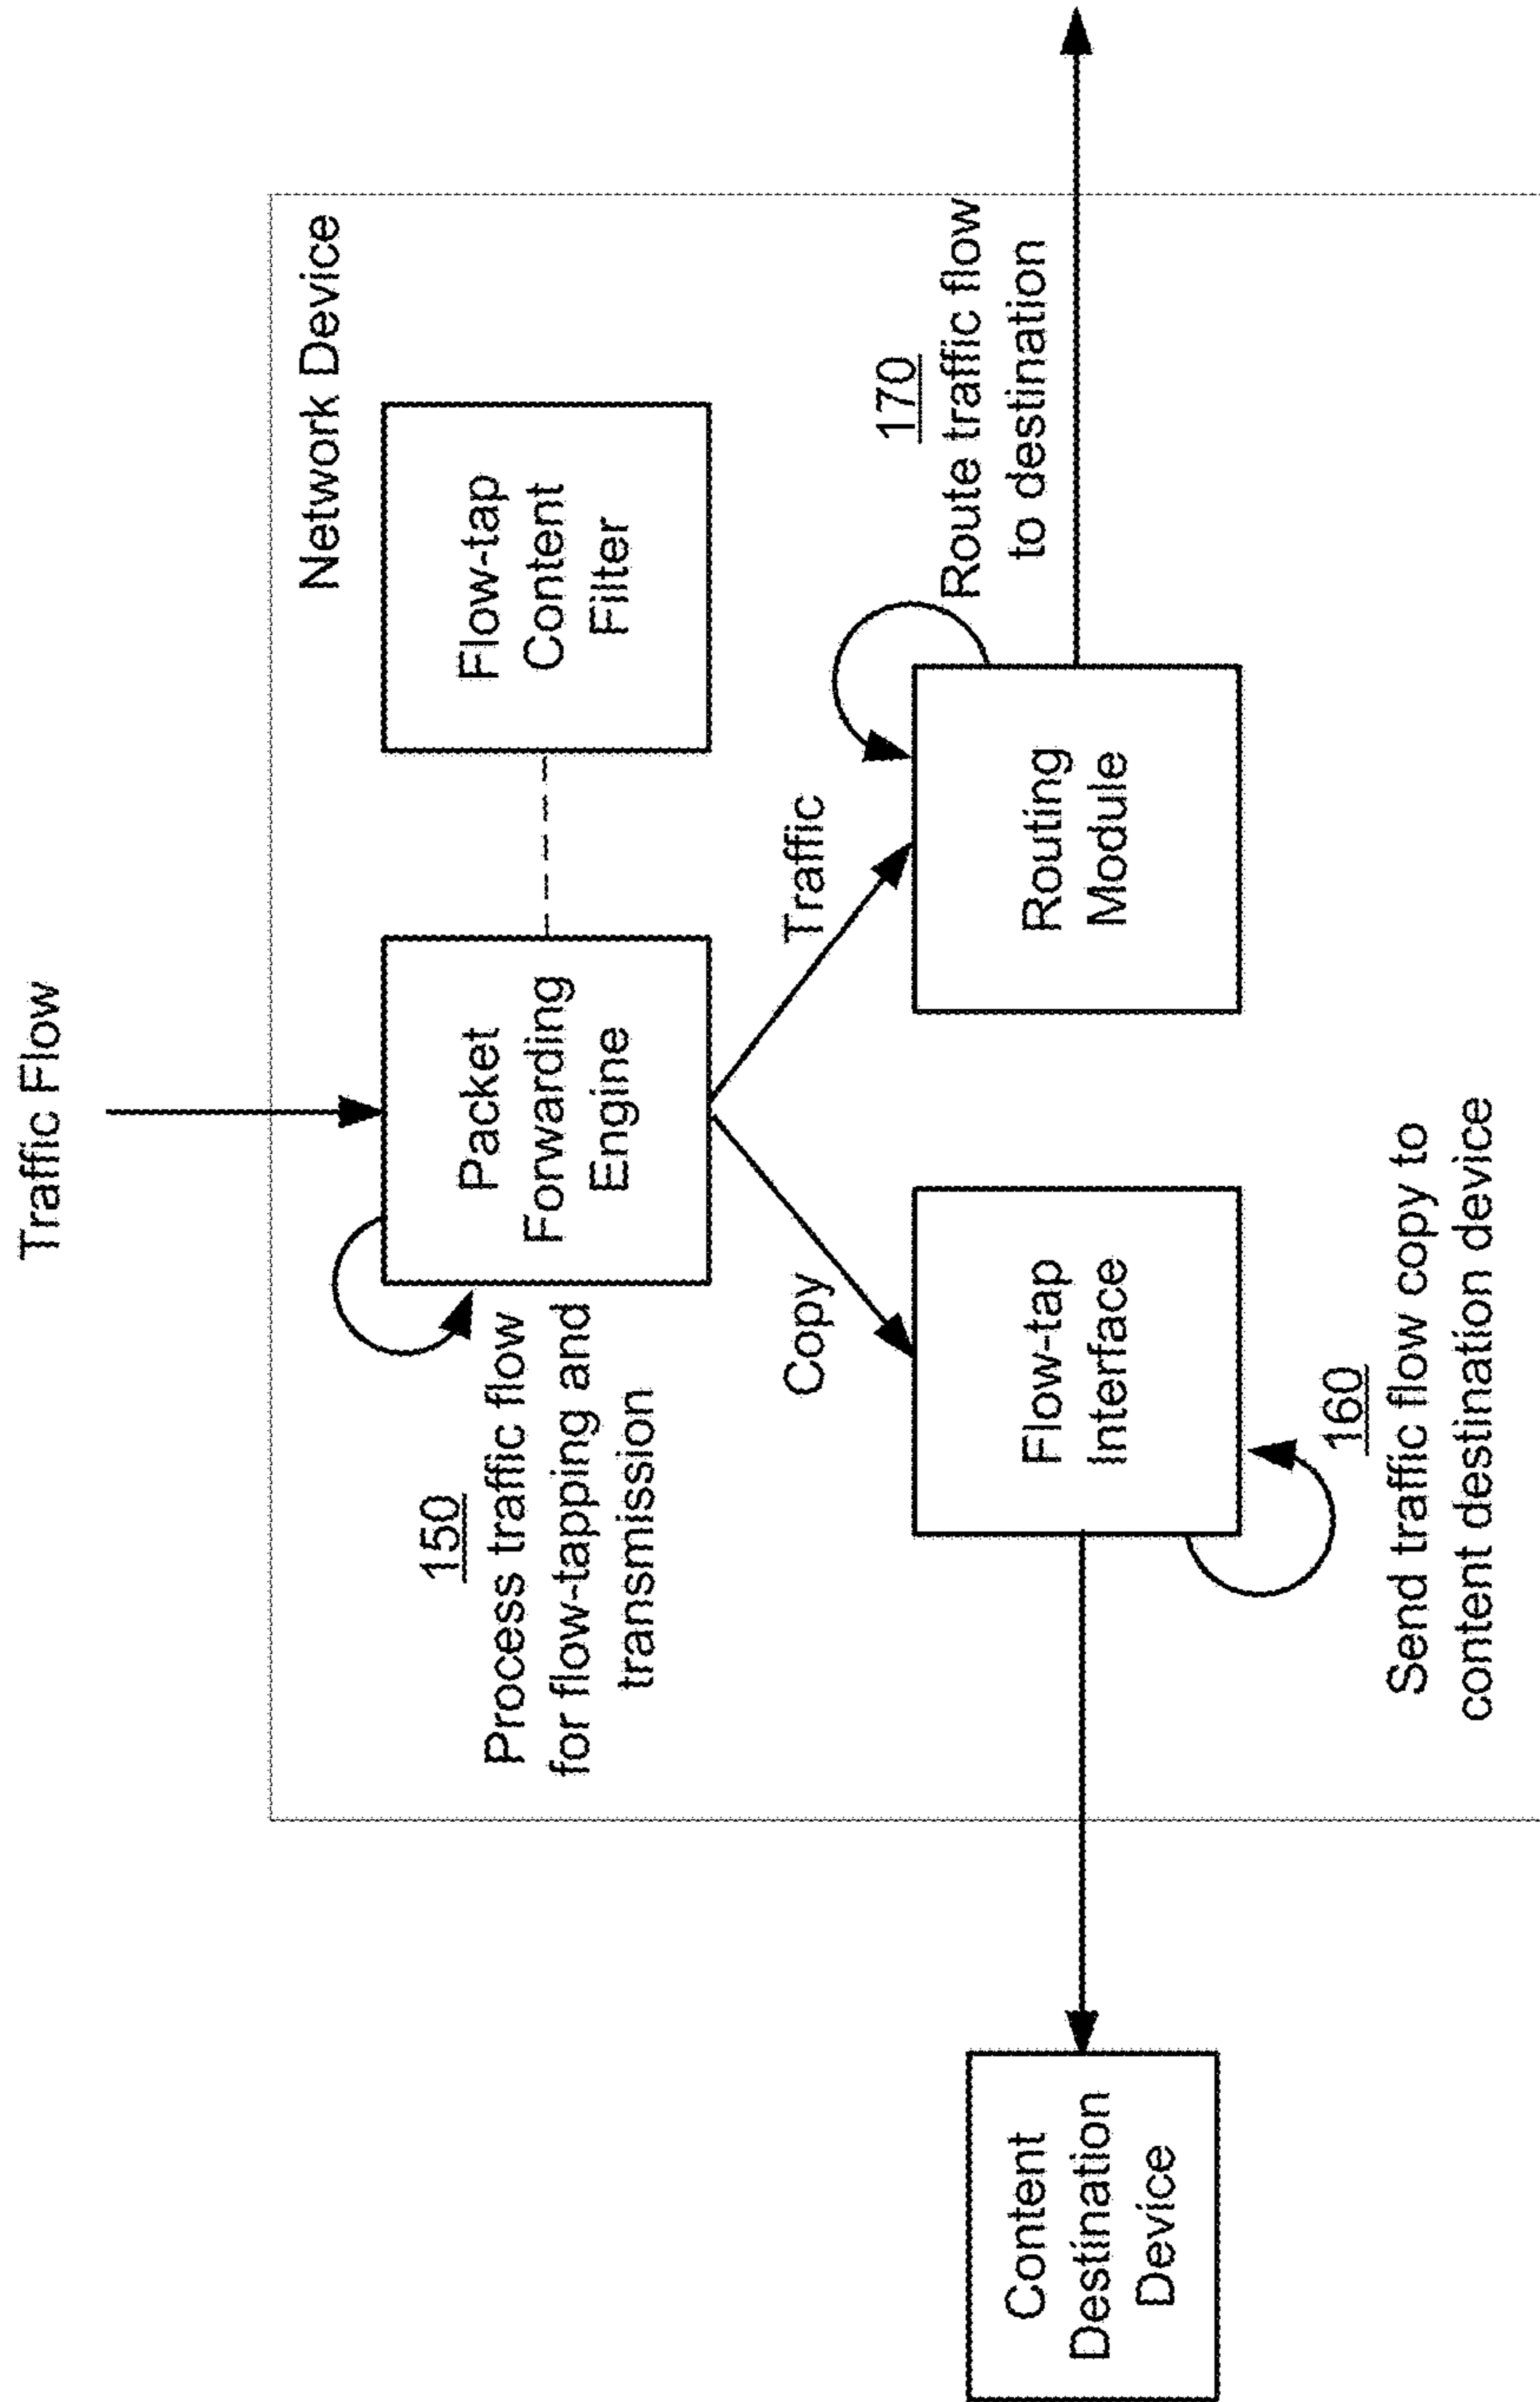 Traffic Flow
Network Device
150
Process traffic flow
for flow-tapping and
transmission
Packet
Forwarding
Engine
Flow-tap
Content
Filter
Copy
Traffic
170
Route traffic flow
to destination
Content
Destination
Device
Flow-tap
Interface
Routing
Module
160
Send traffic flow copy to
content destination device